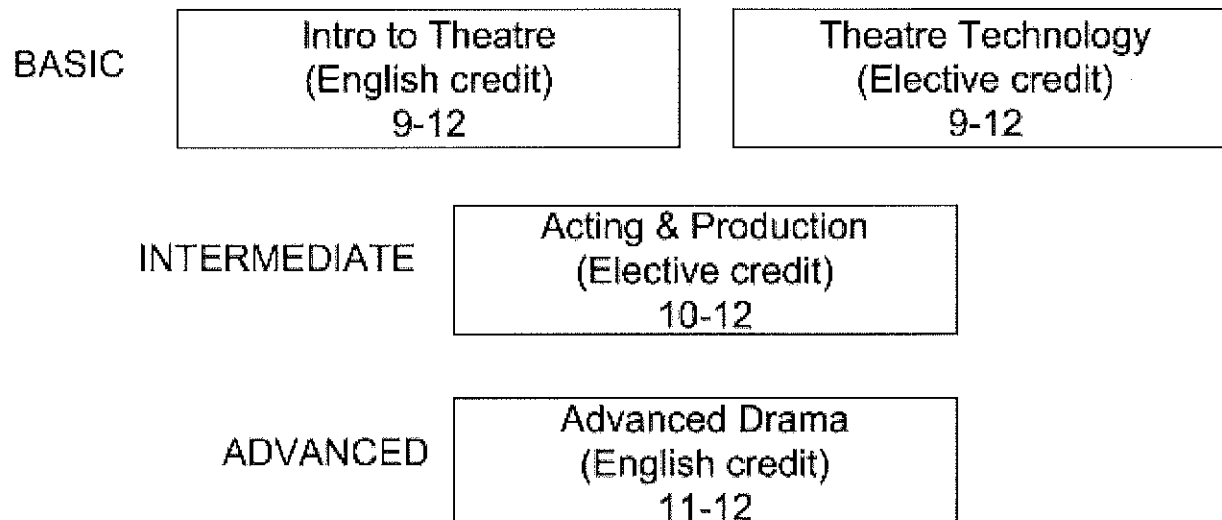 BASIC
Intro to Theatre
(English credit)
9-12
Theatre Technology
(Elective credit)
9-12
INTERMEDIATE
Acting & Production
(Elective credit)
10-12
ADVANCED
Advanced Drama
(English credit)
11-12